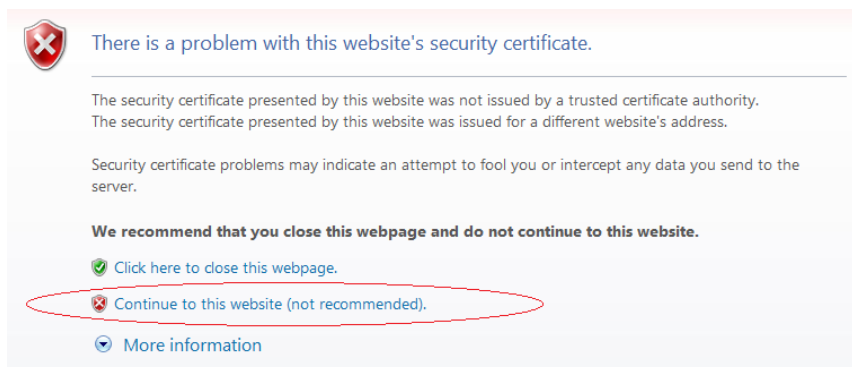 There is a problem with this website's security certificate.
The security certificate presented by this website was not issued by a trusted certificate authority.
The security certificate presented by this website was issued for a different website's address.
Security certificate problems may indicate an attempt to fool you or intercept any data you send to the
server.
We recommend that you close this webpage and do not continue to this website.
Click here to close this webpage.
Continue to this website (not recommended).
More information